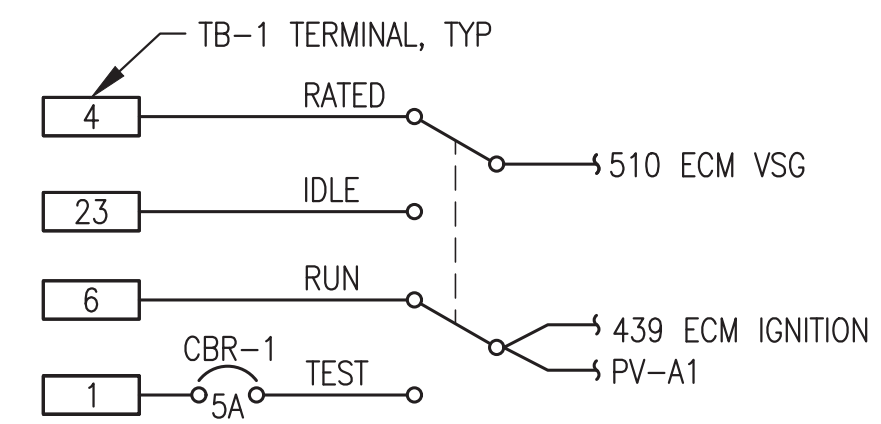 TB-1 TERMINAL, TYP
4
RATED
510 ECM VSG
23
IDLE
6
RUN
439 ECM IGNITION
PV-A1
CBR-1
1
5A
TEST